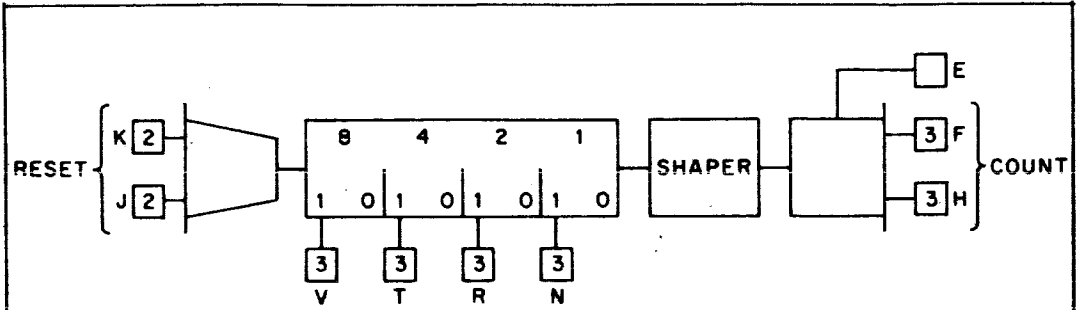 E
8 4 2 1
K 2
3 F
RESET
SHAPER
COUNT
J 2
3 H
1 0 1 0 1 0 1 0
3 3 3 3
V T R N